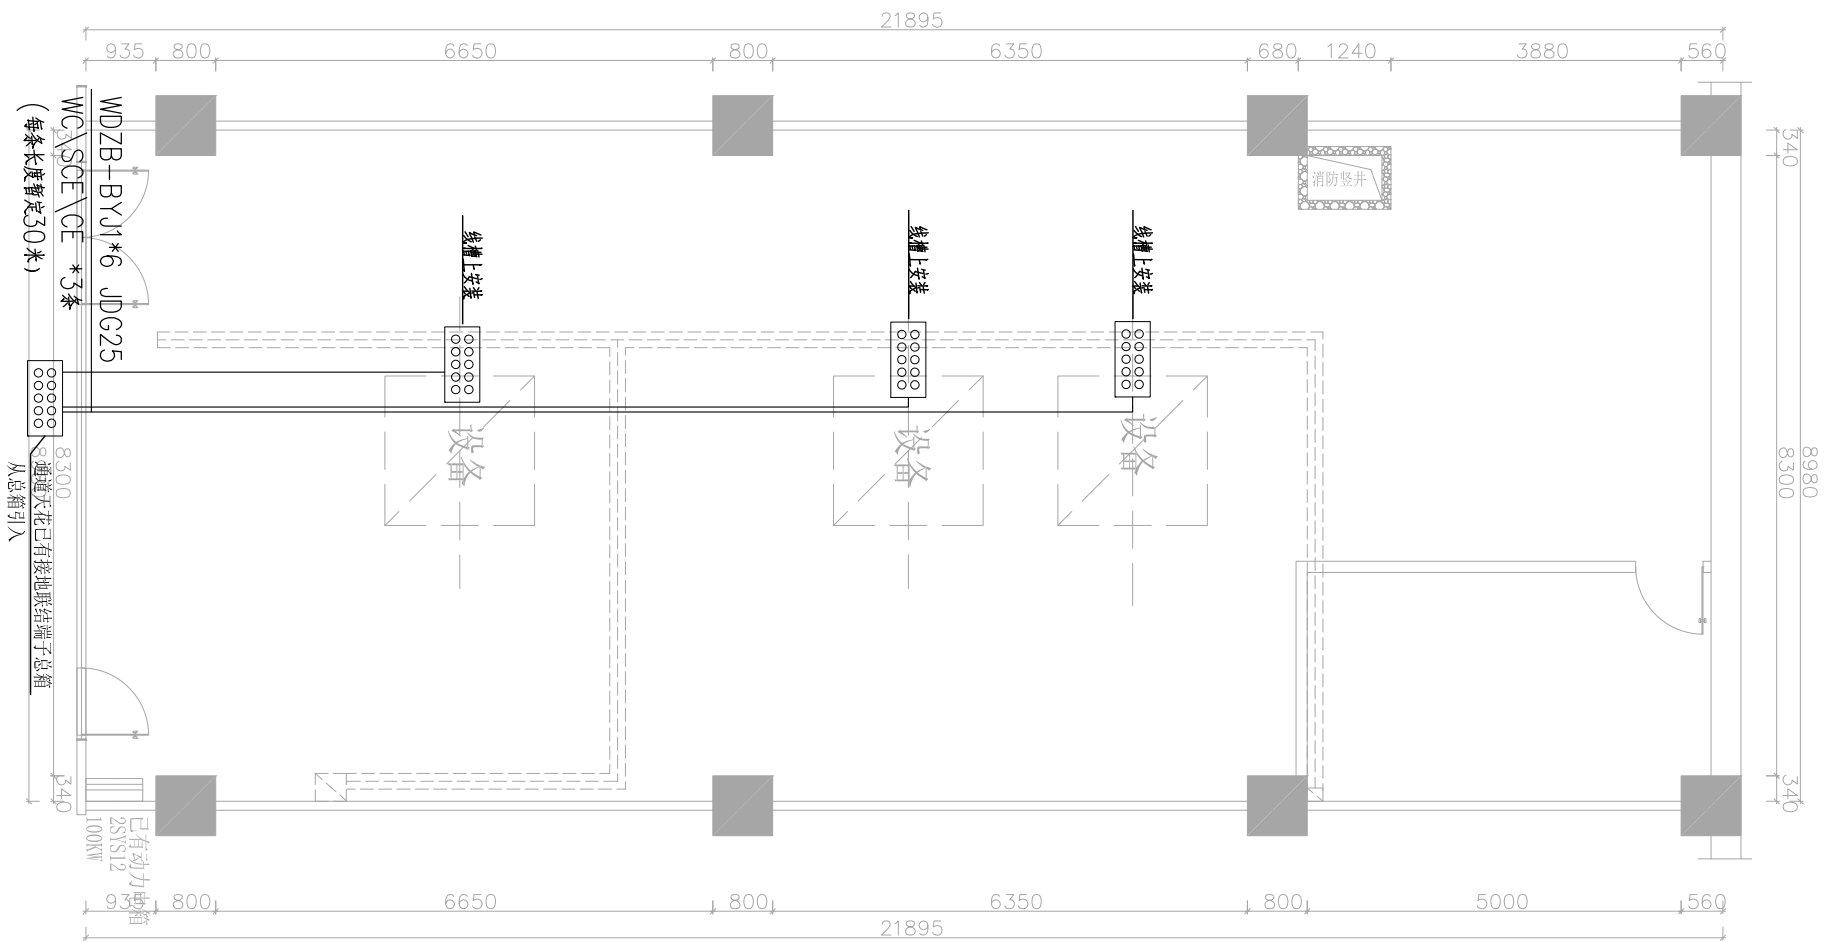 21895
935
800
6650
800
6350
680
1240
3880
560
WDZB-BYJ1*6 JDG25
WC\SCE\CE *3条
(每条长度暂定30米)
340
消防竖井
340
线槽上安装
线槽上安装
线槽上安装
设备
设备
设备
8300
8980
8300
通道天花已有接地联结端子总箱
从总箱引入
340
340
已有动力电箱
2SYS12
100KW
935
800
6650
800
6350
800
5000
560
21895